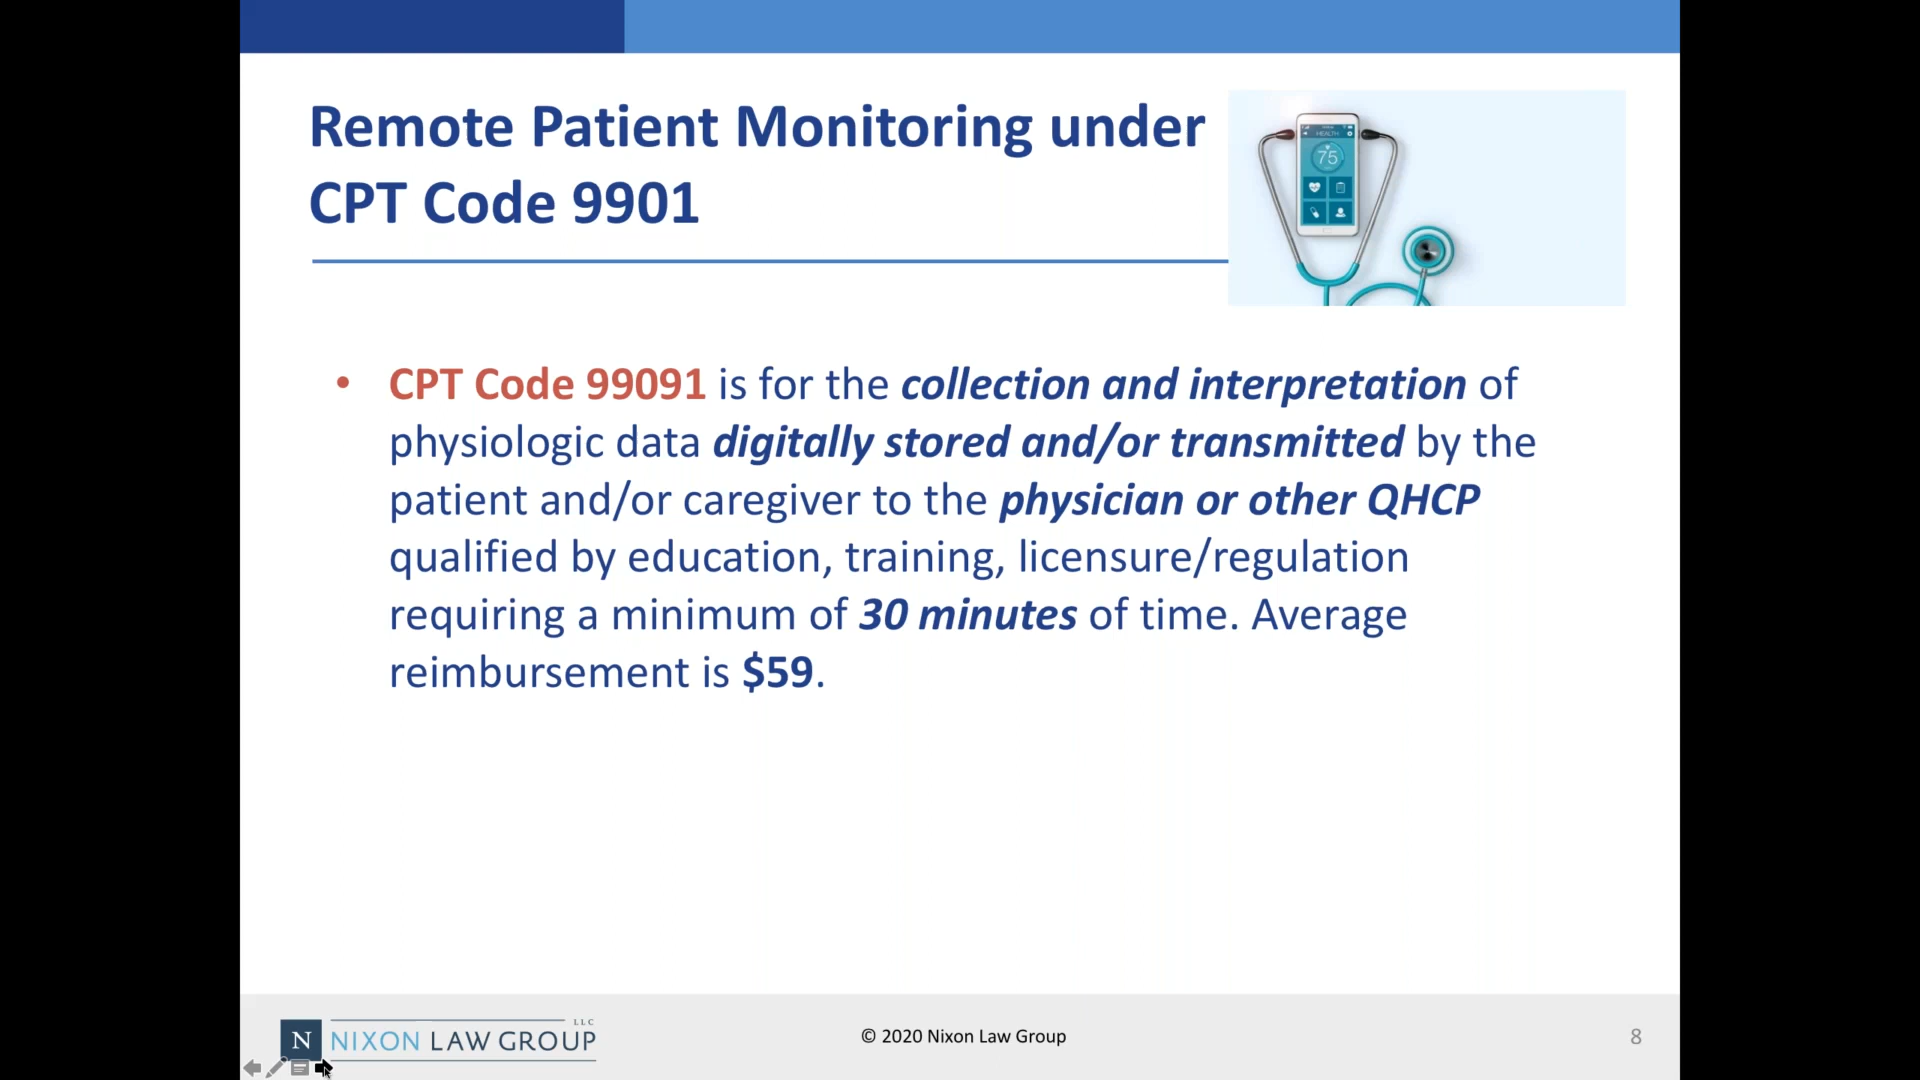 Remote Patient Monitoring under
CPT Code 9901
HEALTH
75
• CPT Code 99091 is for the collection and interpretation of
physiologic data digitally stored and/or transmitted by the
patient and/or caregiver to the physician or other QHCP
qualified by education, training, licensure/regulation
requiring a minimum of 30 minutes of time. Average
reimbursement is $59.
N NIXON LAW GROUP LLC
© 2020 Nixon Law Group
8